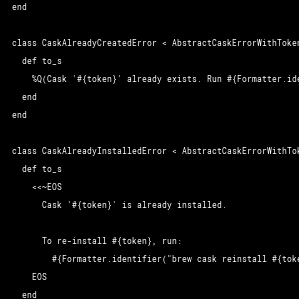 end
class CaskAlreadyCreatedError < AbstractCaskErrorWithToken
def to_s
%Q(Cask '#{token}' already exists. Run #{Formatter.ide
end
end
class CaskAlreadyInstalledError < AbstractCaskErrorWithTok
def to_s
<<~EOS
Cask '#{token}' is already installed.
To re-install #{token}, run:
#{Formatter.identifier("brew cask reinstall #{toke
EOS
end